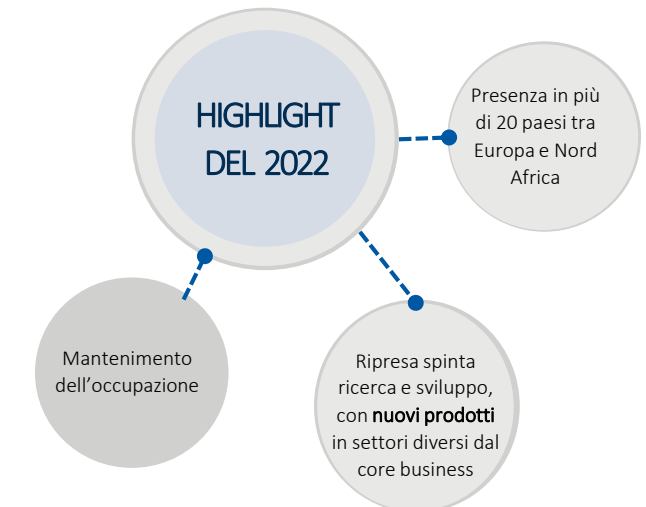 HIGHLIGHT
DEL 2022
Presenza in più
di 20 paesi tra
Europa e Nord
Africa
Mantenimento
dell’occupazione
Ripresa spinta
ricerca e sviluppo,
con nuovi prodotti
in settori diversi dal
core business